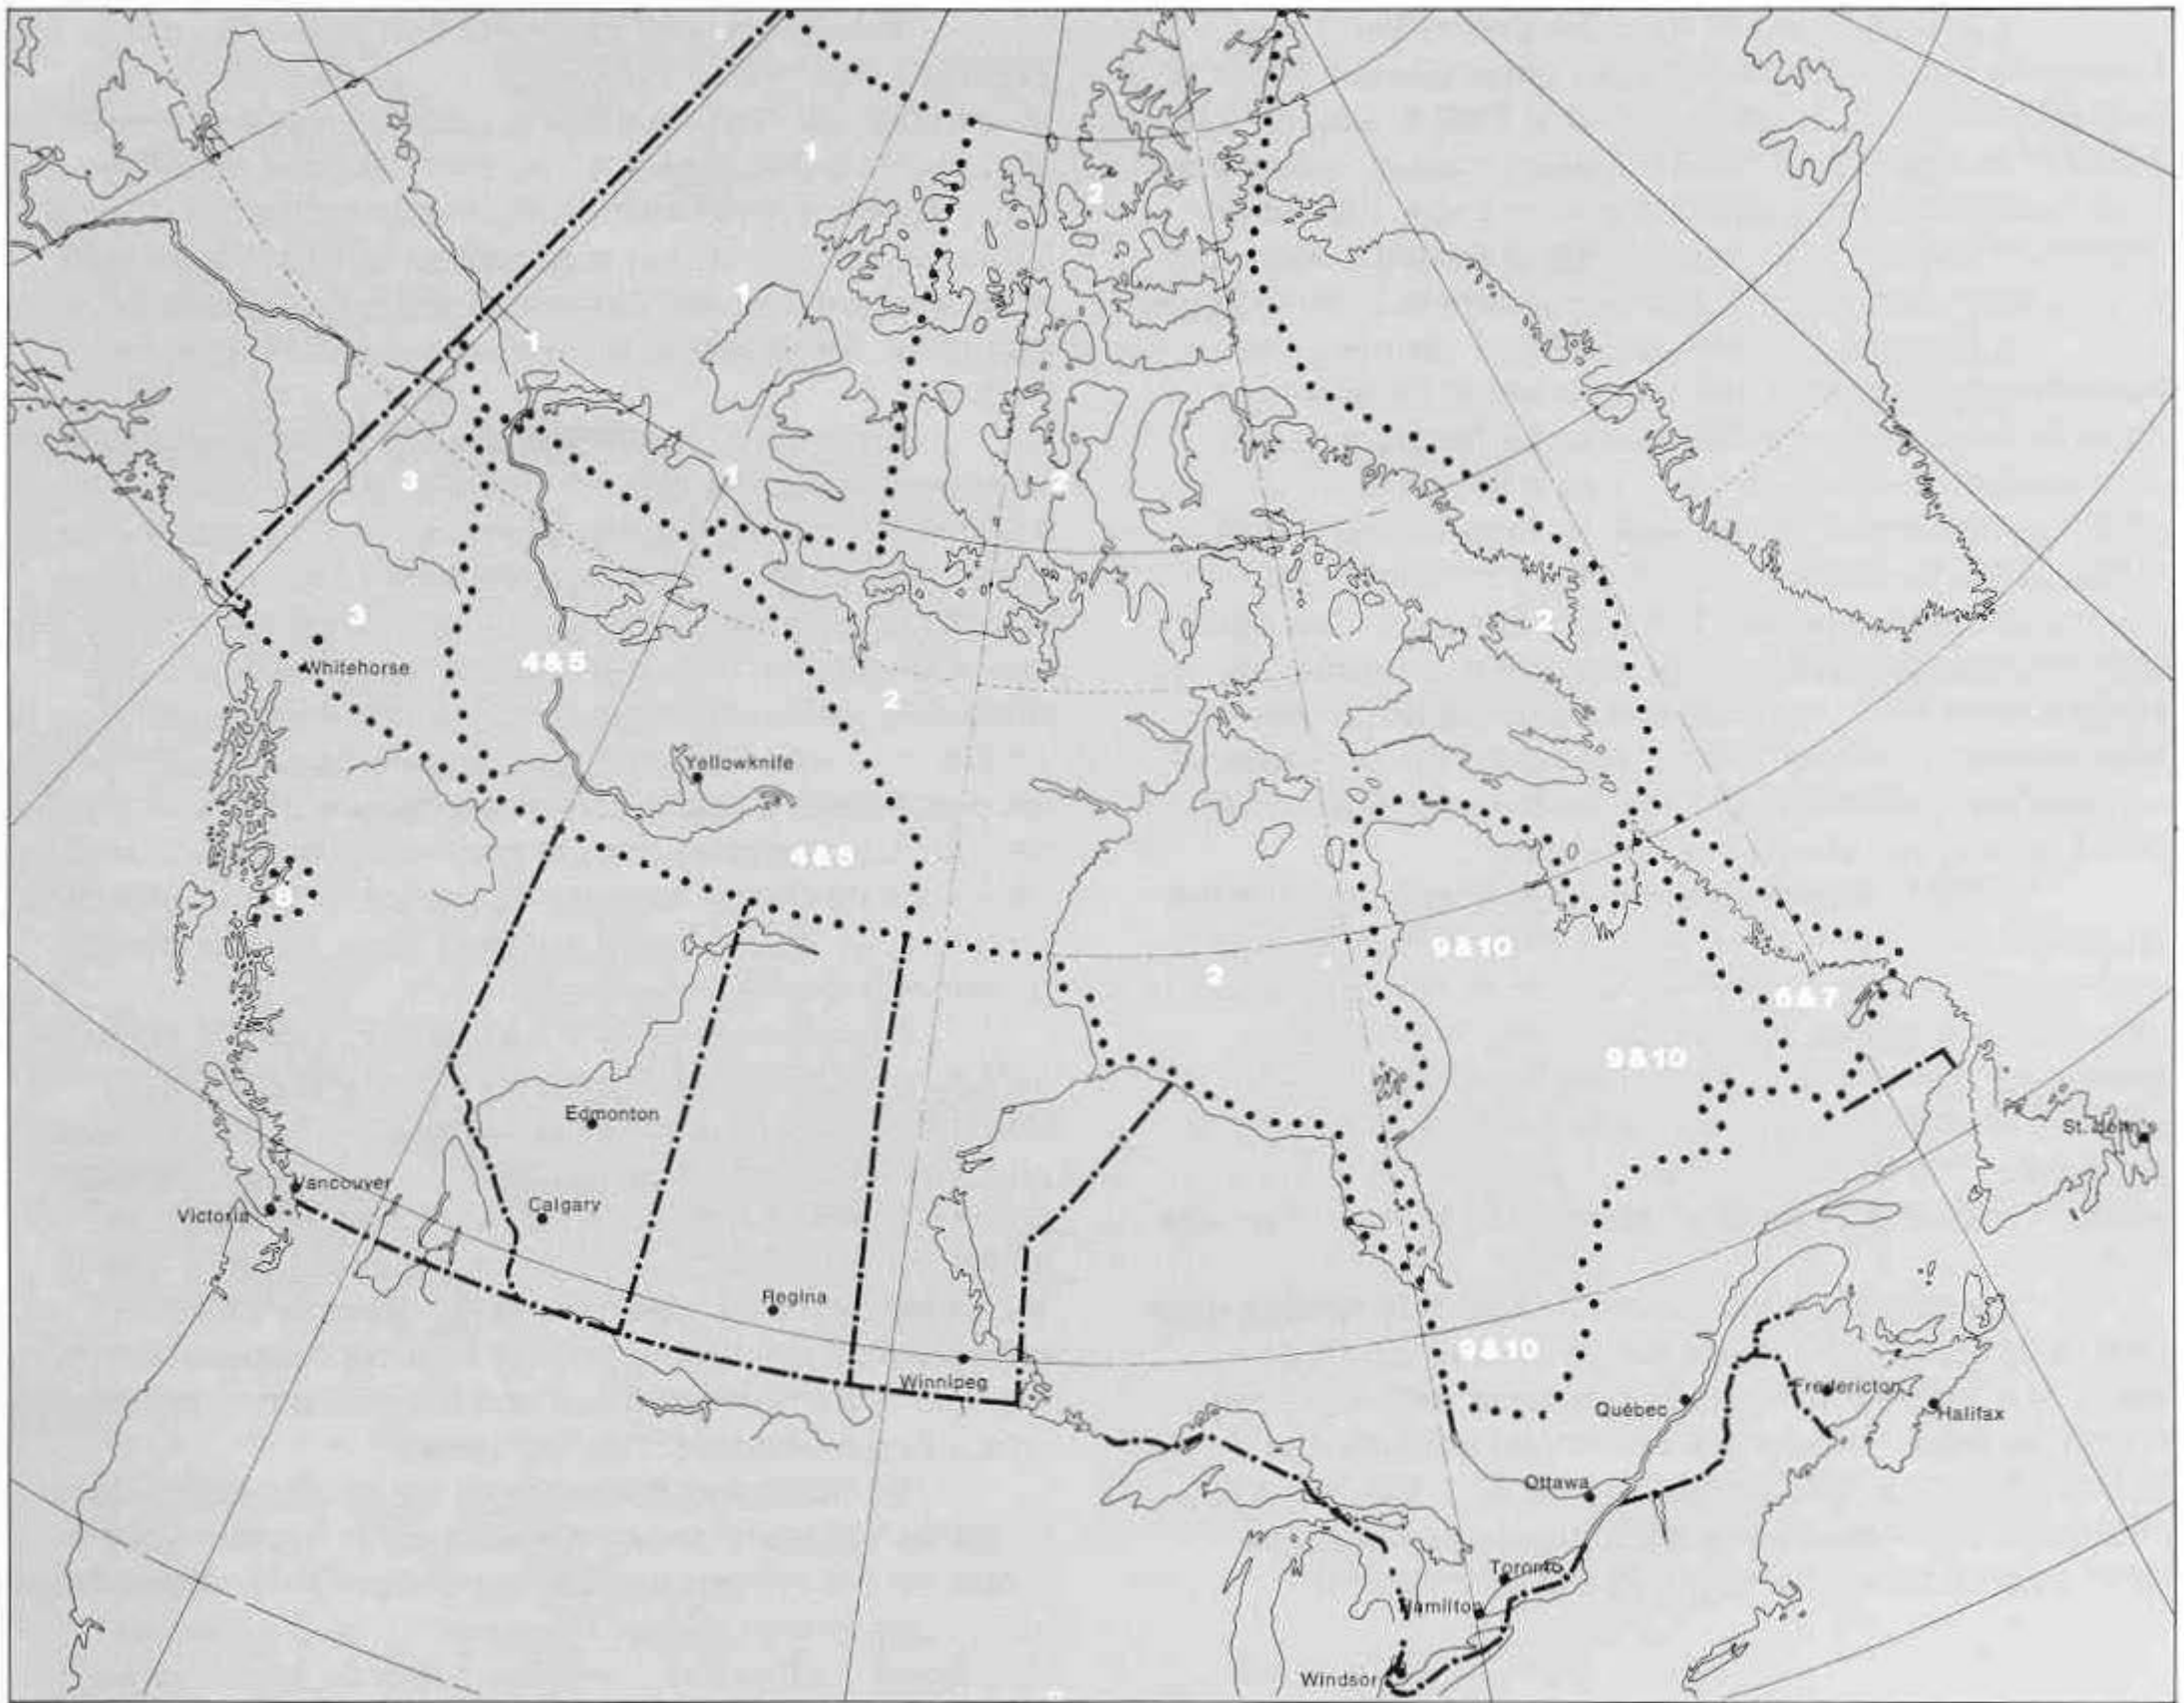 1
2
1
1
3
1
2
3
2
Whitehorse
4&5
2
Yellowknife
4&5
9&10
2
6&7
9&10
Edmonton
St. John's
Vancouver
Calgary
Victoria
Regina
9&10
Winnipeg
Fredericton
Québec
Halifax
Ottawa
Toronto
Hamilton
Windsor